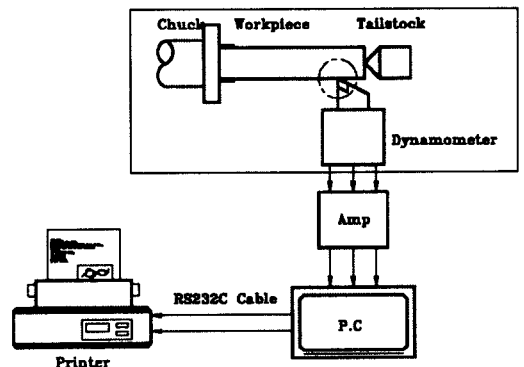 Chuck Workpiece Tailstock
Dynamometer
Amp
RS232C Cable
P.C
Printer